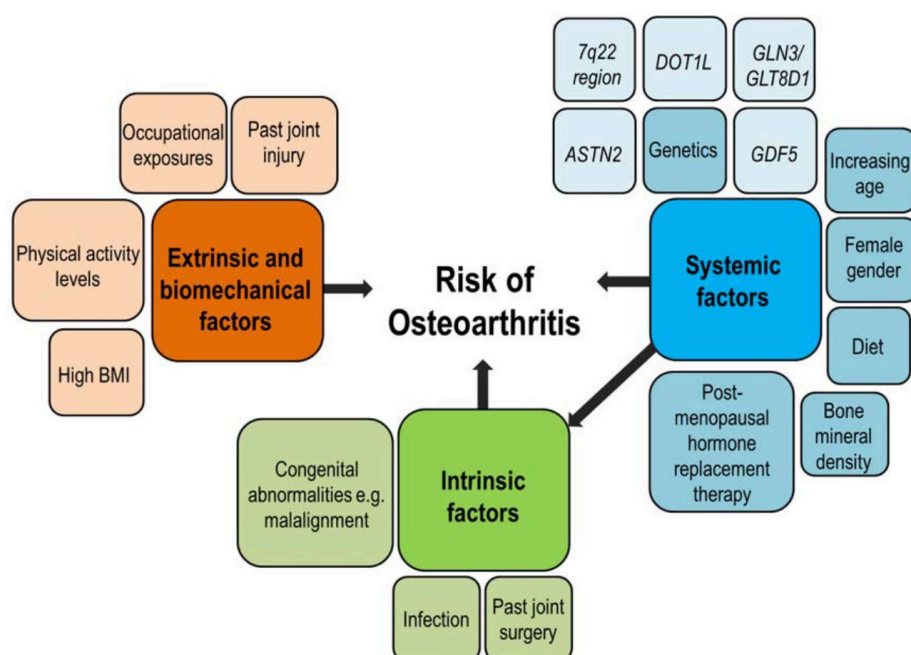 7q22
region
DOT1L
GLN3/
GLT8D1
Occupational
exposures
Past joint
injury
ASTN2
Genetics
GDF5
Increasing
age
Physical activity
levels
Extrinsic and
biomechanical
factors
Risk of
Osteoarthritis
Systemic
factors
Female
gender
High BMI
Diet
Post-
menopausal
hormone
replacement
therapy
Bone
mineral
density
Congenital
abnormalities e.g.
malalignment
Intrinsic
factors
Infection
Past joint
surgery